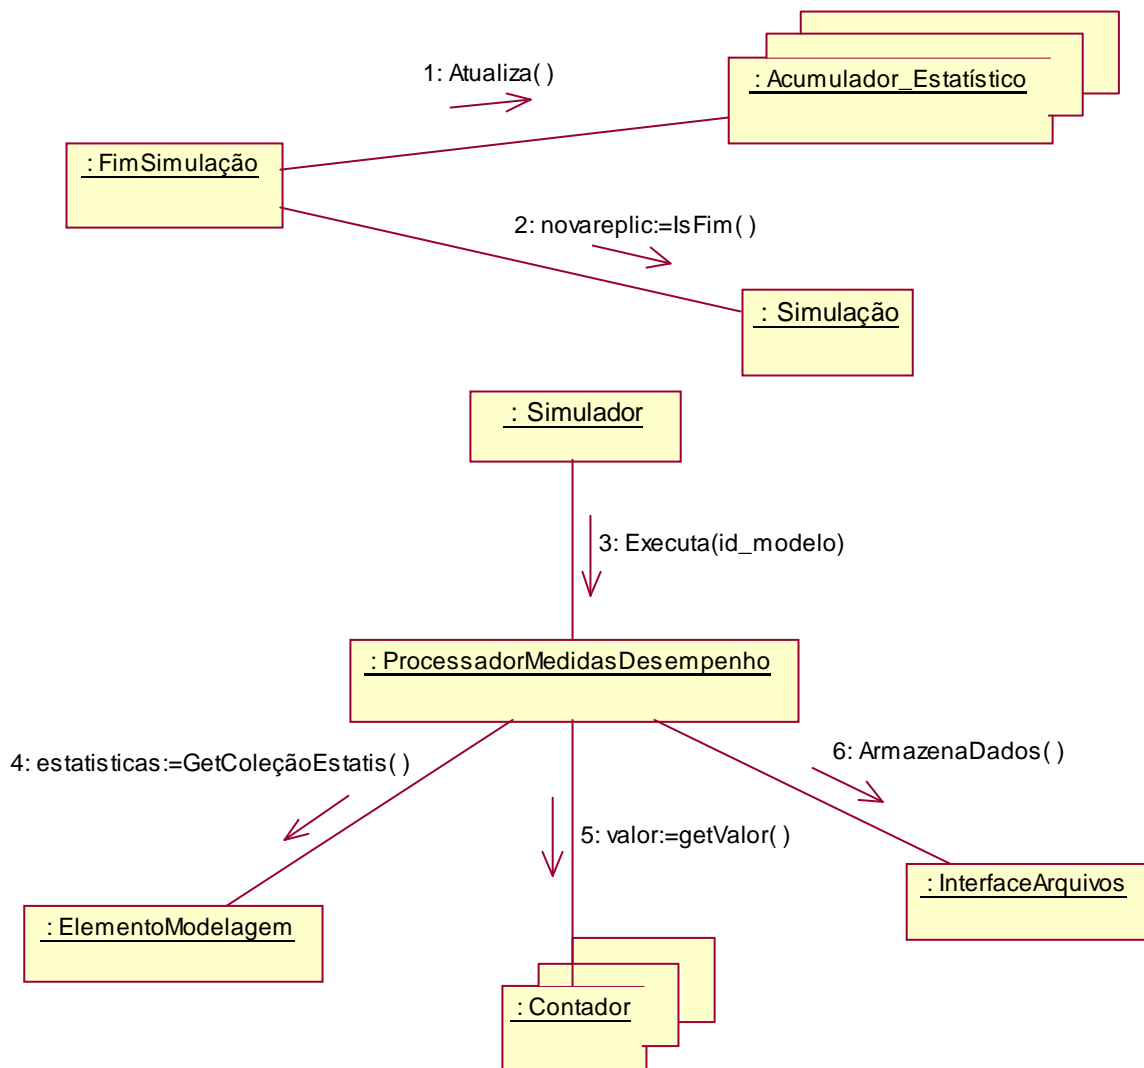 1: Atualiza( )
: Acumulador_Estatístico
: FimSimulação
2: novareplic:=IsFim( )
: Simulação
: Simulador
3: Executa(id_modelo)
: ProcessadorMedidasDesempenho
4: estatisticas:=GetColeçãoEstatis( )
6: ArmazenaDados( )
5: valor:=getValor( )
: InterfaceArquivos
: ElementoModelagem
: Contador